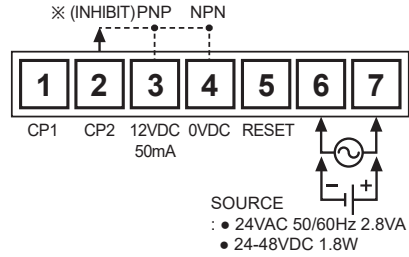 ※ (INHIBIT) PNP NPN
1 2 3 4 5 6 7
CP1 CP2 12VDC 0VDC RESET
50mA
− +
SOURCE
: ● 24VAC 50/60Hz 2.8VA
● 24-48VDC 1.8W